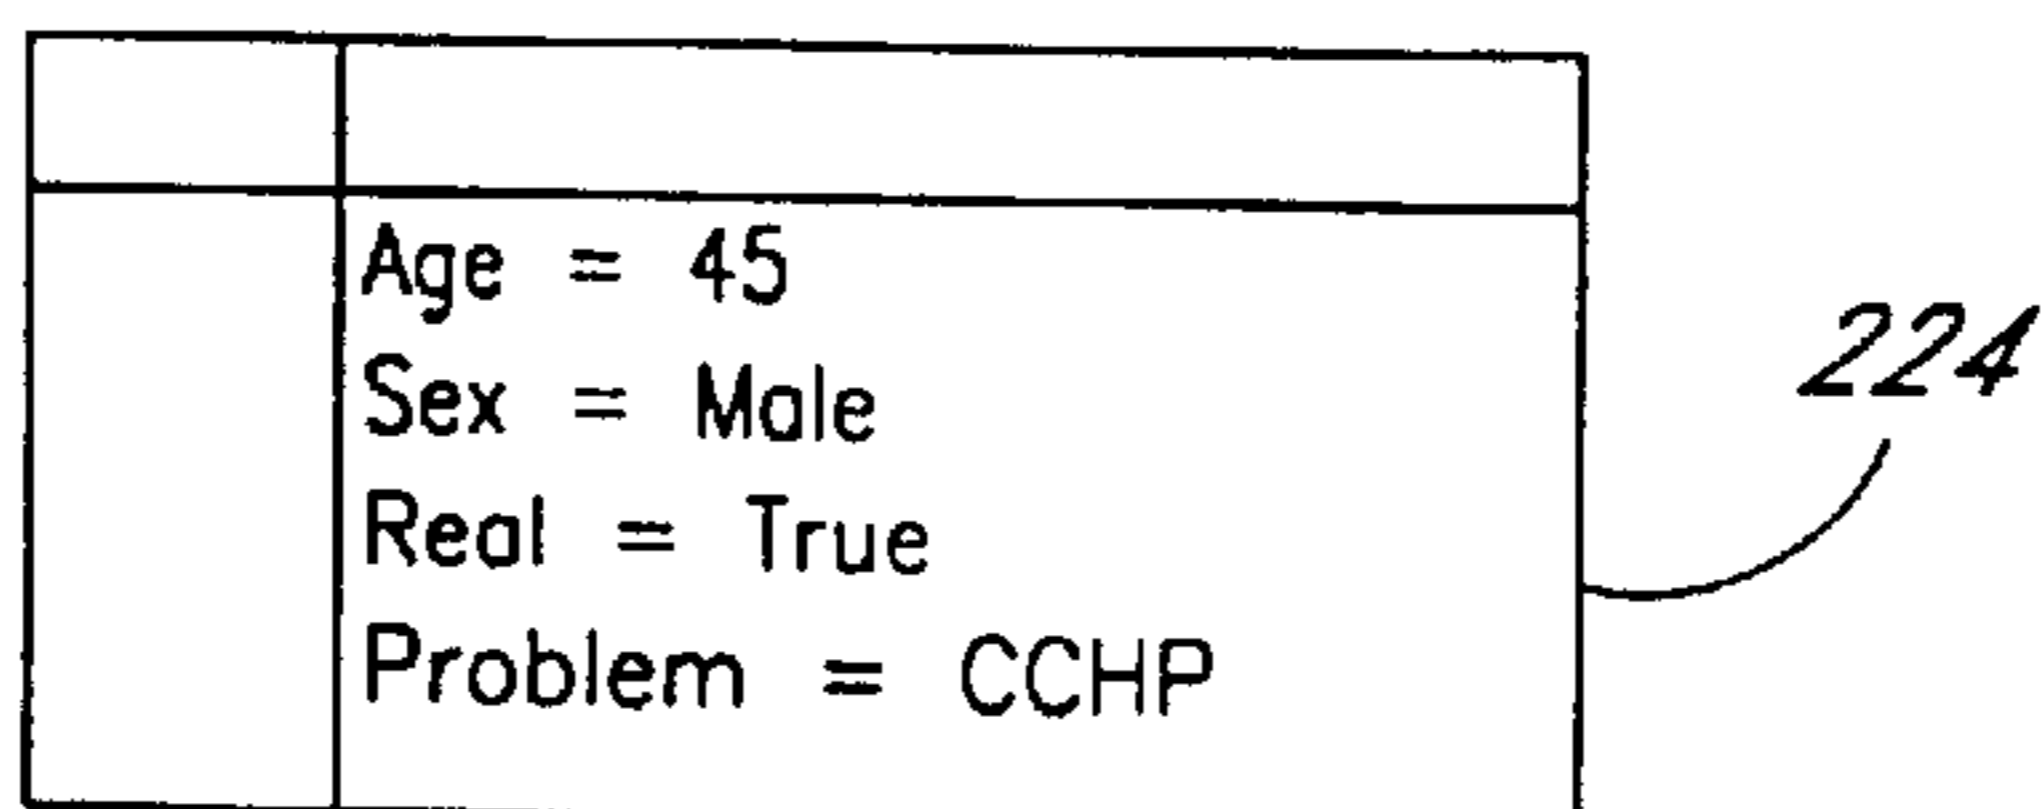 Age = 45
Sex = Male
Real = True
Problem = CCHP
224